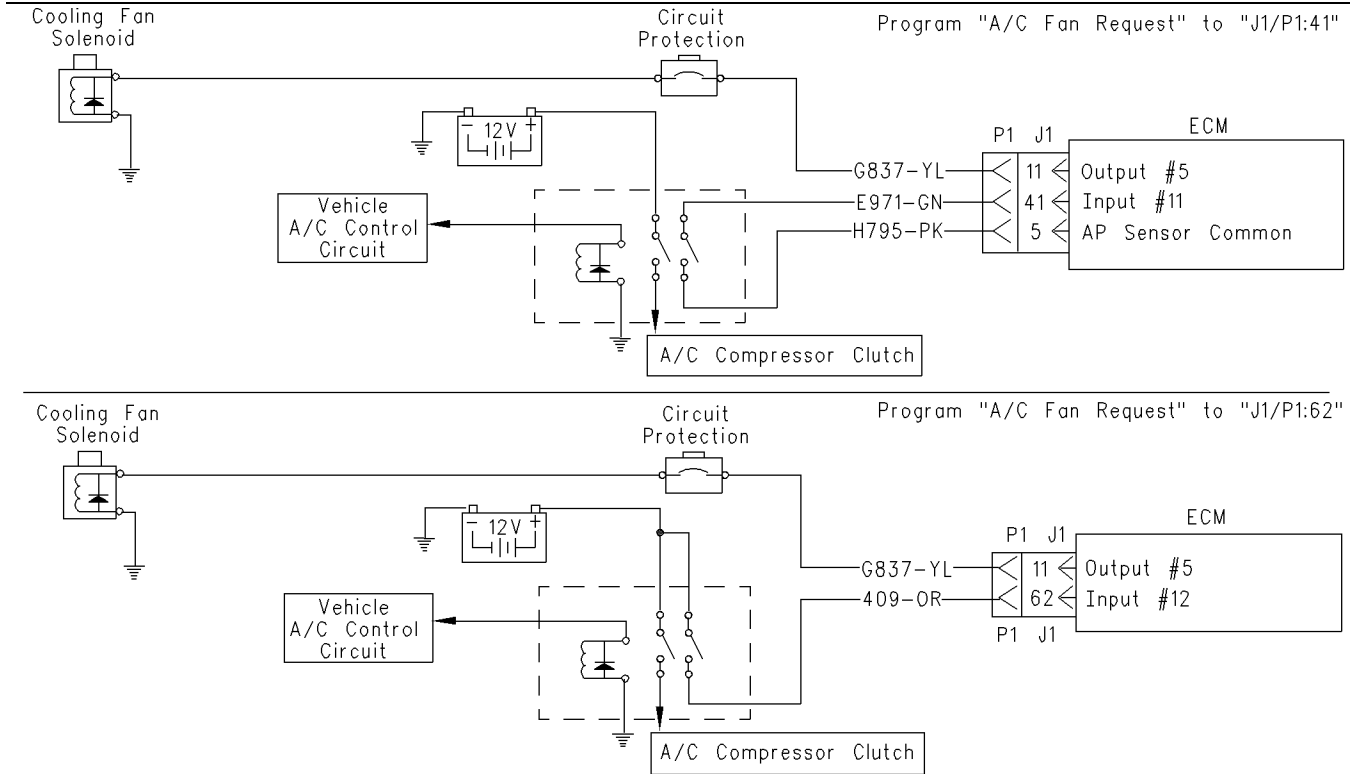 Cooling Fan
Solenoid
Circuit
Protection
Program "A/C Fan Request" to "J1/P1:41"
- 12V +
P1 J1
ECM
G837-YL
11
Output #5
E971-GN
41
Input #11
H795-PK
5
AP Sensor Common
Vehicle
A/C Control
Circuit
A/C Compressor Clutch
Cooling Fan
Solenoid
Circuit
Protection
Program "A/C Fan Request" to "J1/P1:62"
- 12V +
P1 J1
ECM
G837-YL
11
Output #5
409-OR
62
Input #12
P1 J1
Vehicle
A/C Control
Circuit
A/C Compressor Clutch